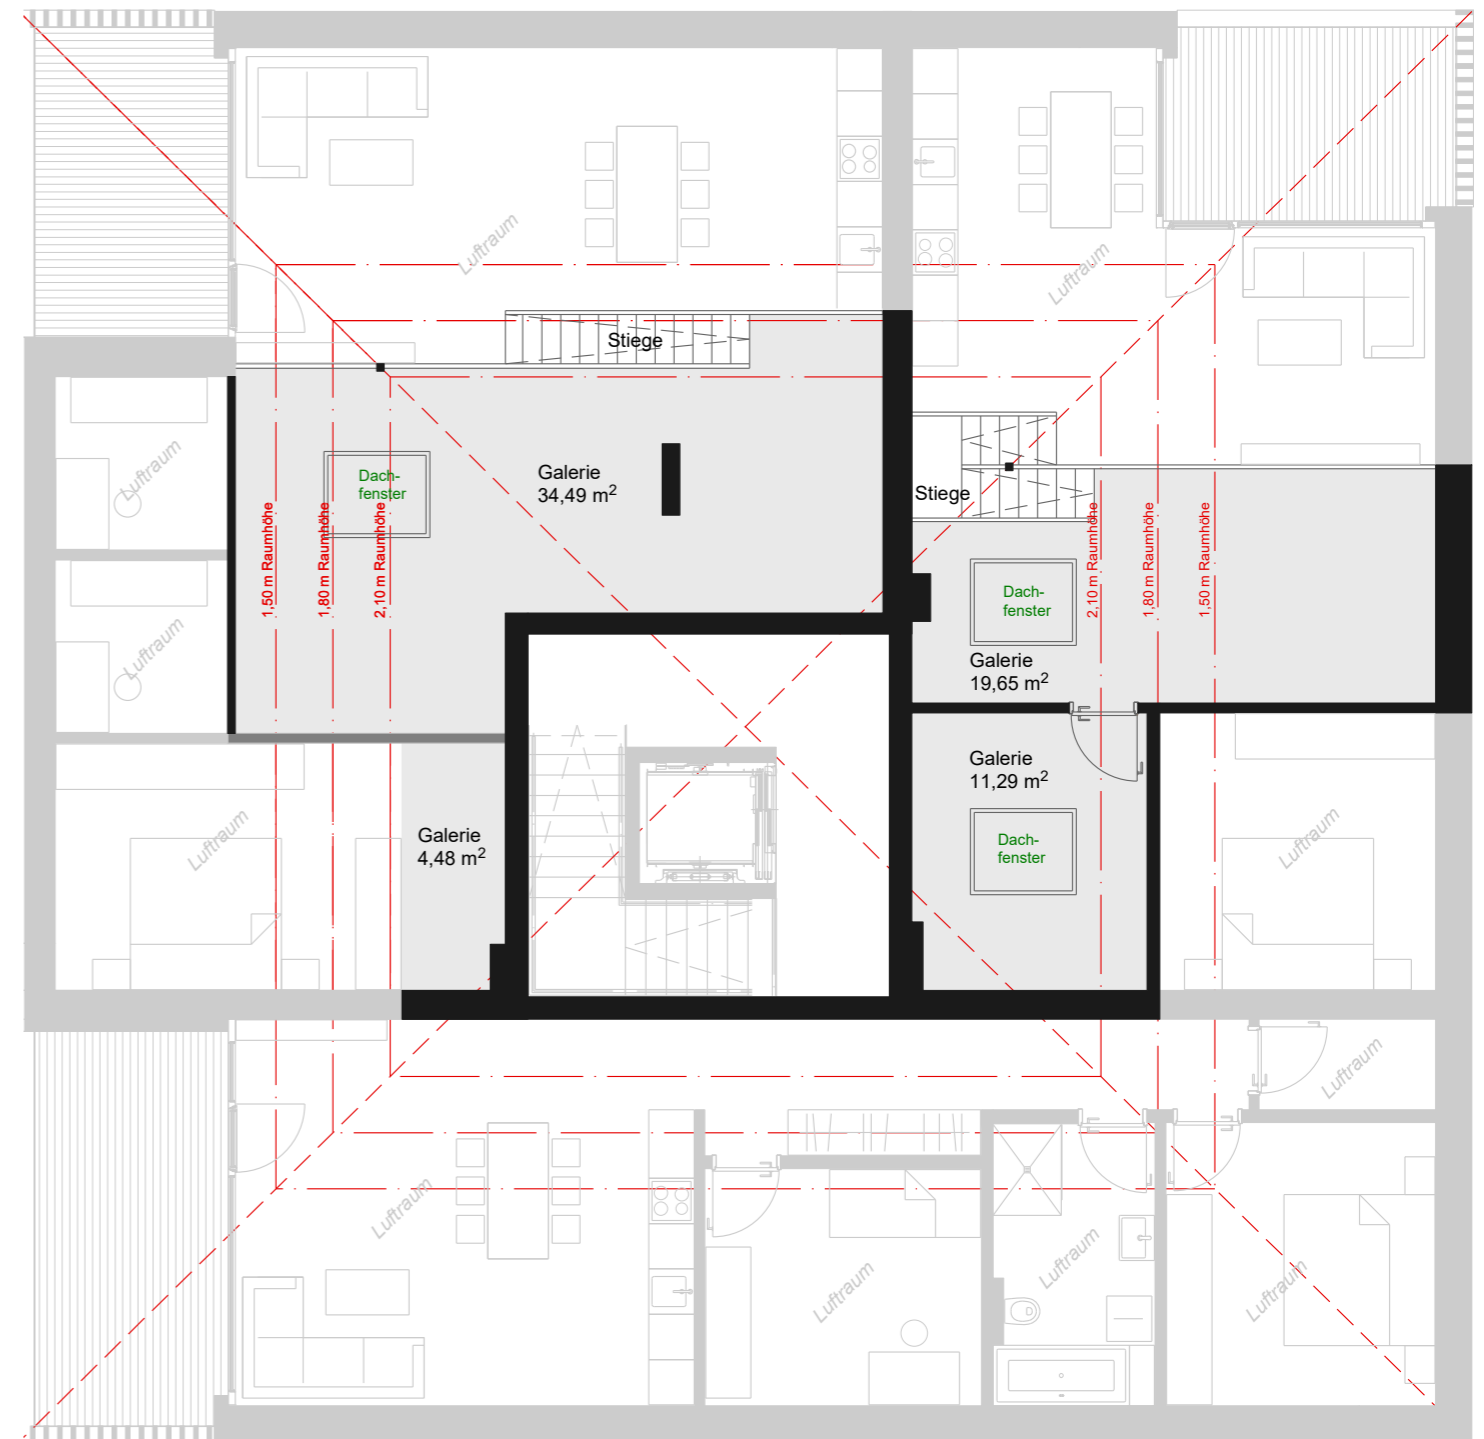 Luftraum
Luftraum
Stiege
Luftraum
Dach-
fenster
Galerie
34,49 m²
Stiege
1,50 m Raumhöhe
1,80 m Raumhöhe
2,10 m Raumhöhe
2,10 m Raumhöhe
1,80 m Raumhöhe
1,50 m Raumhöhe
Dach-
fenster
Luftraum
Galerie
19,65 m²
Galerie
11,29 m²
Luftraum
Galerie
4,48 m²
Dach-
fenster
Luftraum
Luftraum
Luftraum
Luftraum
Luftraum
Luftraum